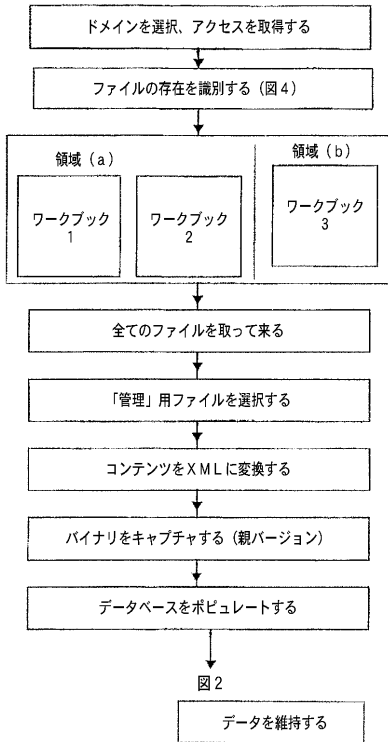 ドメインを選択、アクセスを取得する
ファイルの存在を識別する（図４）
領域（ａ）
領域（ｂ）
ワークブック
1
ワークブック
2
ワークブック
3
全てのファイルを取って来る
「管理」用ファイルを選択する
コンテンツをＸＭＬに変換する
バイナリをキャプチャする（親バージョン）
データベースをポピュレートする
図２
データを維持する